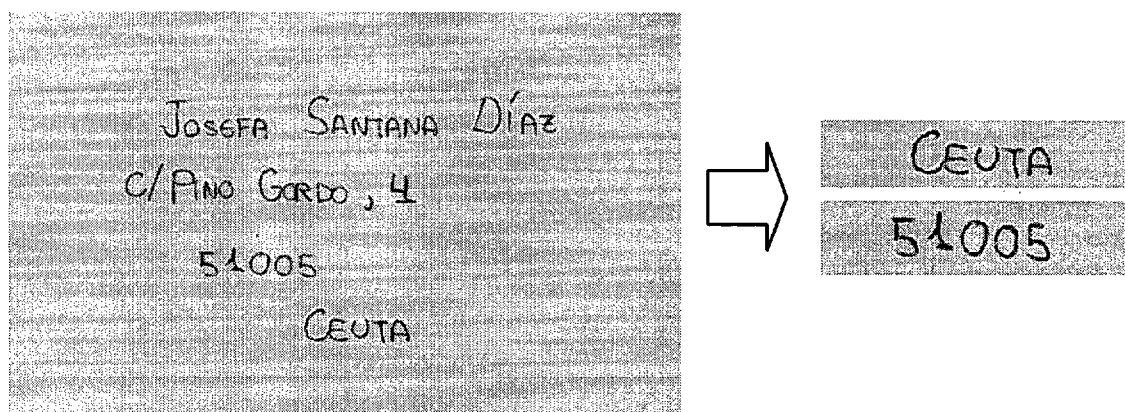 JOSEFA SANTANA DÍAZ
C/PINO GORDO, 4
51005
CEUTA
CEUTA
51005